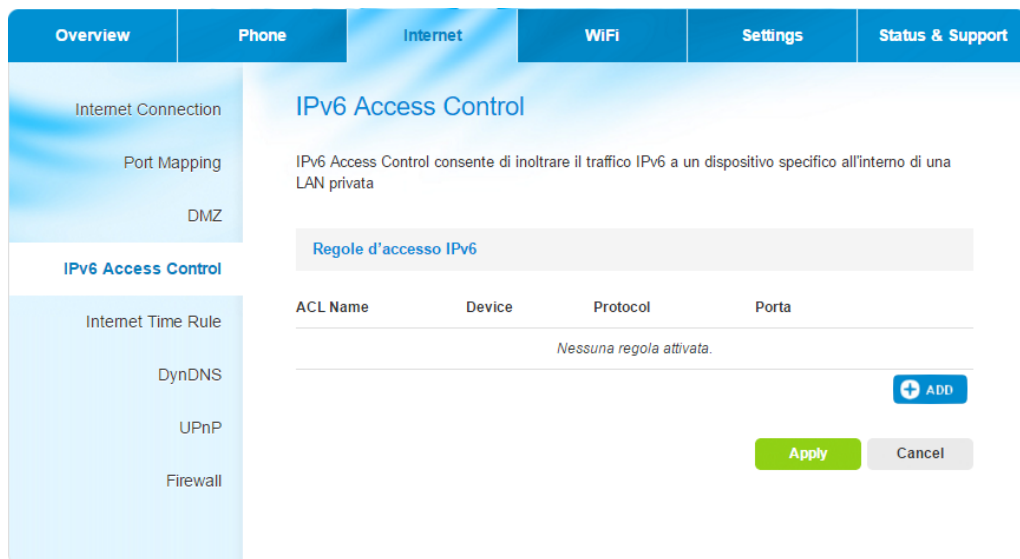 Overview
Phone
Internet
WiFi
Settings
Status & Support
Internet Connection
Port Mapping
DMZ
IPv6 Access Control
Internet Time Rule
DynDNS
UPnP
Firewall
IPv6 Access Control
IPv6 Access Control consente di inoltrare il traffico IPv6 a un dispositivo specifico all'interno di una
LAN privata
Regole d’accesso IPv6
ACL Name Device Protocol Porta
Nessuna regola attivata.
ADD
Apply
Cancel